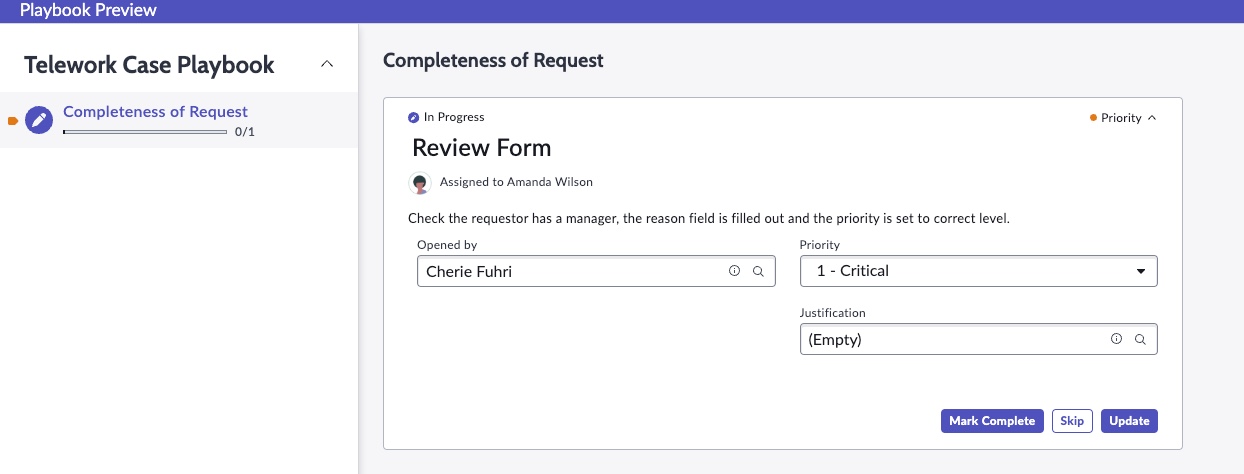 Playbook Preview
Telework Case Playbook
Completeness of Request
0/1
Completeness of Request
In Progress
Priority
Review Form
Assigned to Amanda Wilson
Check the requestor has a manager, the reason field is filled out and the priority is set to correct level.
Opened by
Priority
Cherie Fuhri
1 - Critical
Justification
(Empty)
Mark Complete
Skip
Update